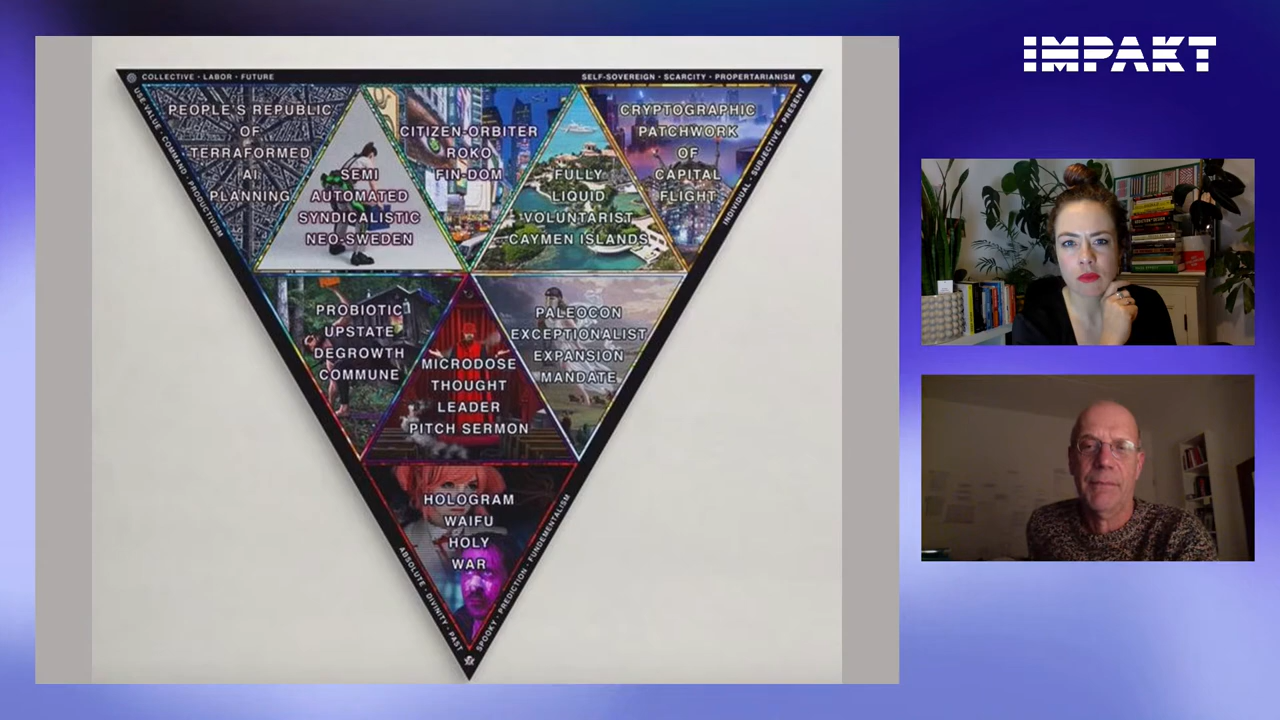 IMPAKT
COLLECTIVE • LABOR • FUTURE
SELF-SOVEREIGN • SCARCITY • PROPERTARIANISM
USE-VALUE • COMMAND • PRODUCTIVISM
INDIVIDUAL • SUBJECTIVE • PRESENT
PEOPLE'S REPUBLIC
OF
TERRAFORMED
AI
PLANNING
SEMI
AUTOMATED
SYNDICALISTIC
NEO-SWEDEN
CITIZEN-ORBITER
ROKO
FIN-DOM
FULLY
LIQUID
VOLUNTARIST
CAYMEN ISLANDS
CRYPTOGRAPHIC
PATCHWORK
OF
CAPITAL
FLIGHT
PROBIOTIC
UPSTATE
DEGROWTH
COMMUNE
MICRODOSE
THOUGHT
LEADER
PITCH SERMON
PALEOCON
EXCEPTIONALIST
EXPANSION
MANDATE
HOLOGRAM
WAIFU
HOLY
WAR
ABSOLUTE • DIVINITY • PAST
SPOOKY • PREDICTION • FUNDEMENTALISM